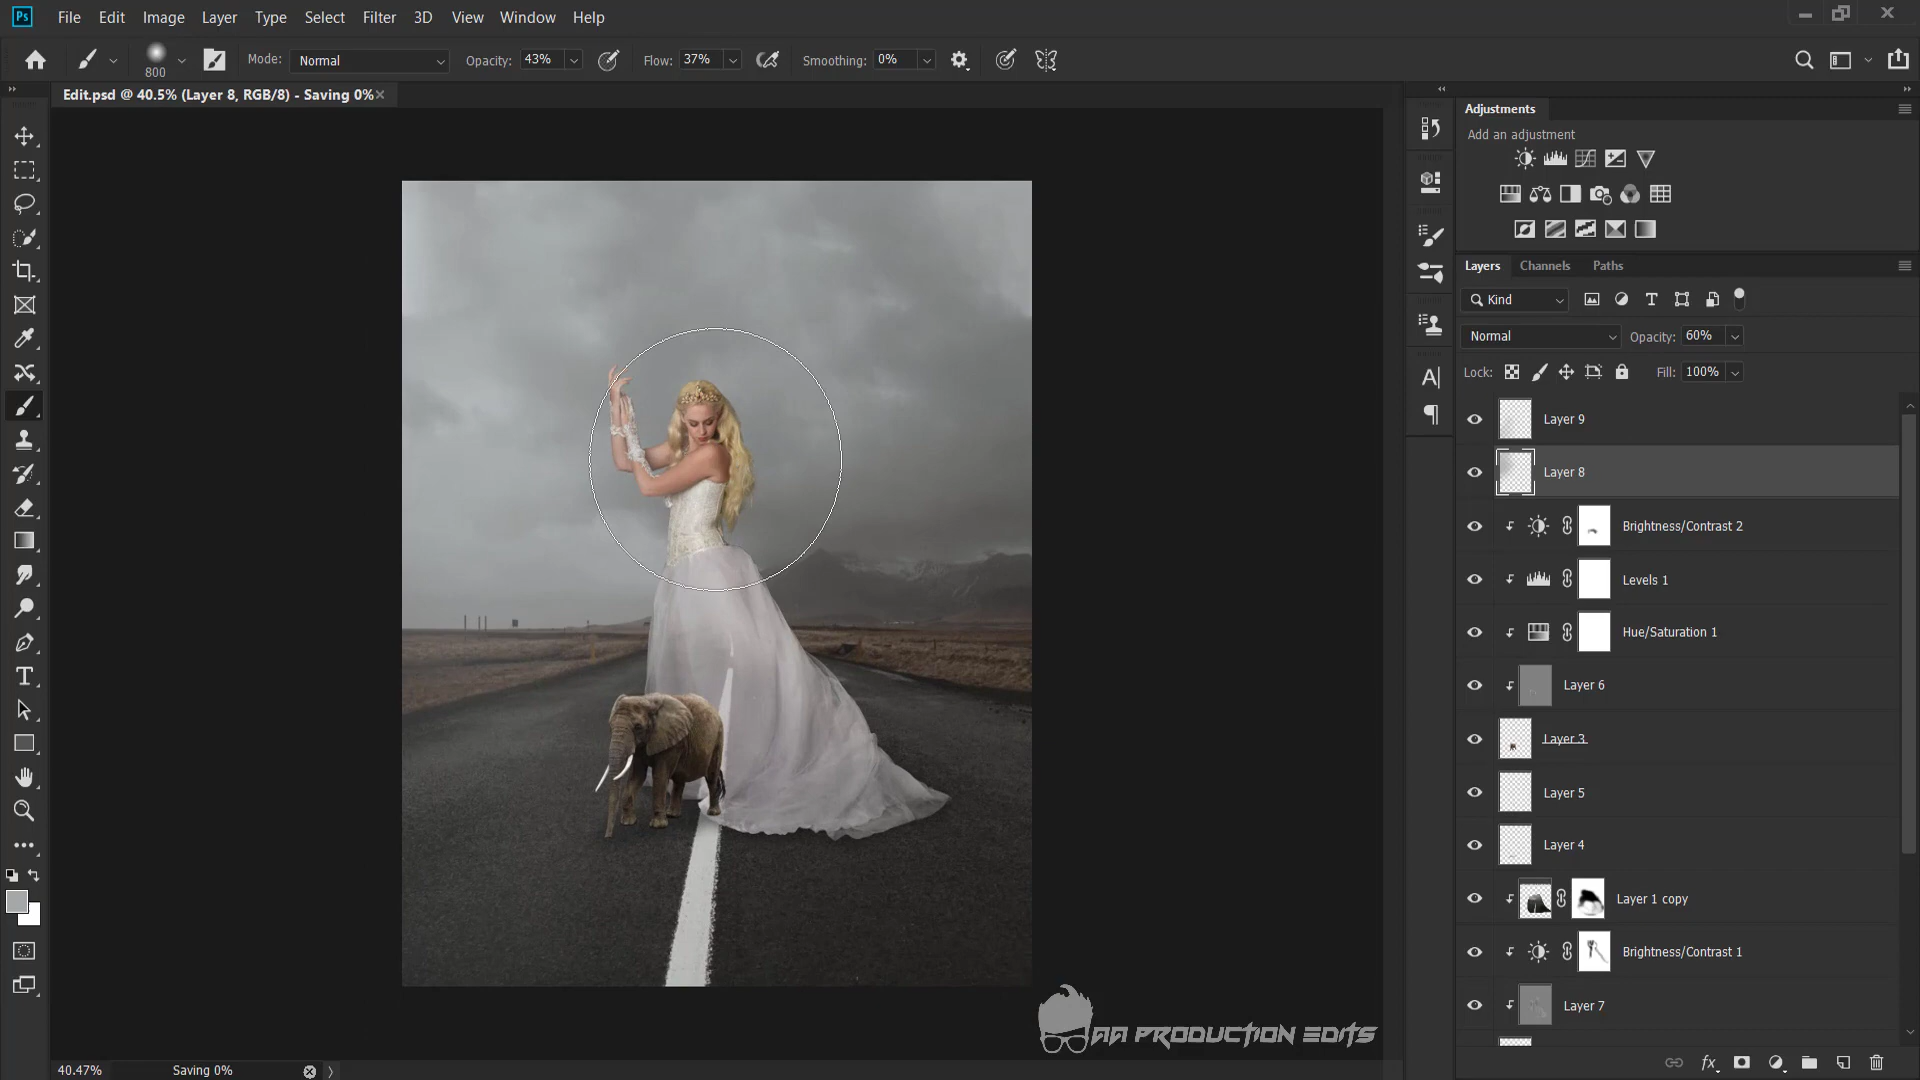 Ps File Edit Image Layer Type Select Filter 3D View Window Help
800 Mode: Normal Opacity: 43% Flow: 37% Smoothing: 0%
Edit.psd @ 40.5% (Layer 8, RGB/8) - Saving 0%
Adjustments
Add an adjustment
Layers Channels Paths
Kind
Normal Opacity: 60%
Lock: Fill: 100%
Layer 9
Layer 8
Brightness/Contrast 2
Levels 1
Hue/Saturation 1
Layer 6
Layer 3
Layer 5
Layer 4
Layer 1 copy
Brightness/Contrast 1
Layer 7
AA PRODUCTION EDITS
40.47% Saving 0%